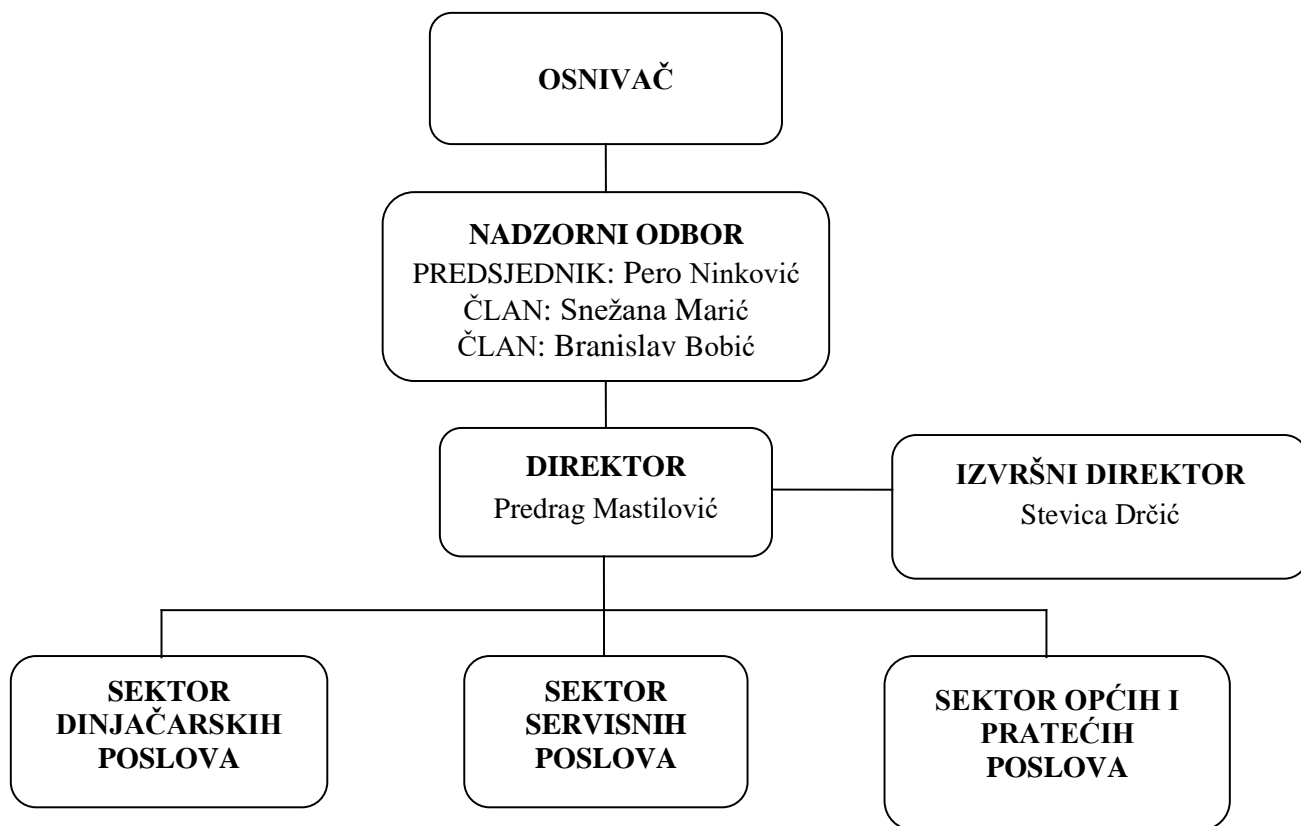 OSNIVAČ
NADZORNI ODBOR
PREDSJEDNIK: Pero Ninković
ČLAN: Snežana Marić
ČLAN: Branislav Bobić
DIREKTOR
Predrag Mastilović
IZVRŠNI DIREKTOR
Stevica Drčić
SEKTOR
DINJAČARSKIH
POSLOVA
SEKTOR
SERVISNIH
POSLOVA
SEKTOR OPĆIH I
PRATEĆIH
POSLOVA